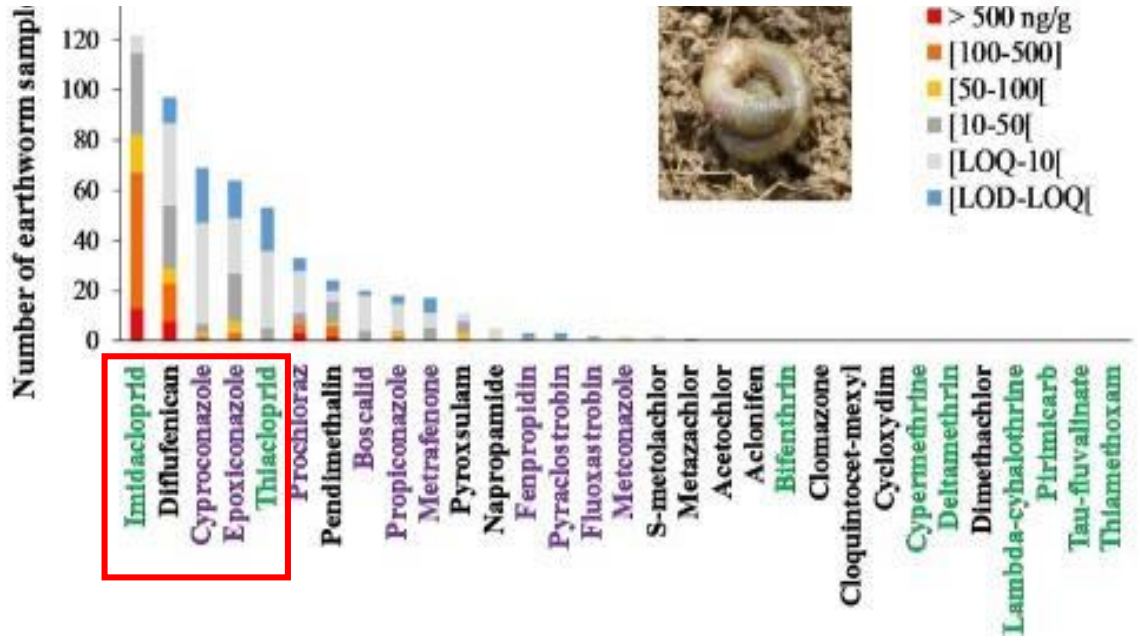 Number of earthworm samp
120
100
80
60
40
20
0
> 500 ng/g
[100-500]
[50-100[
[10-50[
[LOQ-10[
[LOD-LOQ[
Imidacloprid
Diflufenican
Cyproconazole
Epoxiconazole
Thiacloprid
Prochloraz
Pendimethalin
Boscalid
Propiconazole
Metrafenone
Pyroxsulam
Napropamide
Fenpropidin
Pyraclostrobin
Fluoxastrobin
Metconazole
S-metolachlor
Metazachlor
Acetochlor
Aclonifen
Bifenthrin
Clomazone
Cloquintocet-mexyl
Cycloxydim
Cypermethrine
Deltamethrin
Dimethachlor
Lambda-cyhalothrine
Pirimicarb
Tau-fluvalinate
Thiamethoxam